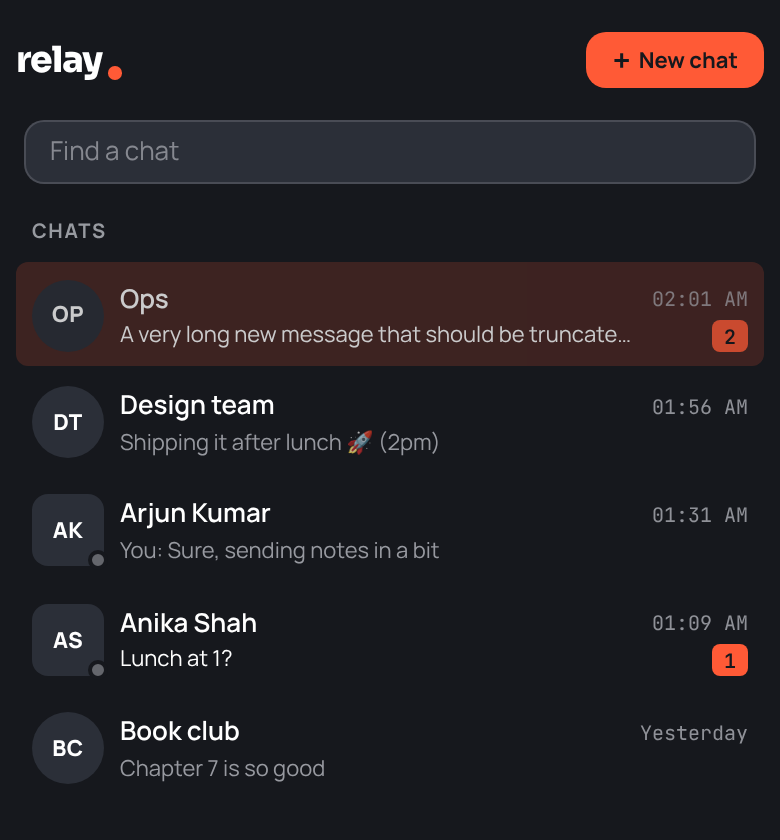 relay
+ New chat
Find a chat
CHATS
OP
Ops
02:01 AM
A very long new message that should be truncate…
2
DT
Design team
01:56 AM
Shipping it after lunch 🚀 (2pm)
AK
Arjun Kumar
01:31 AM
You: Sure, sending notes in a bit
AS
Anika Shah
01:09 AM
Lunch at 1?
1
BC
Book club
Yesterday
Chapter 7 is so good